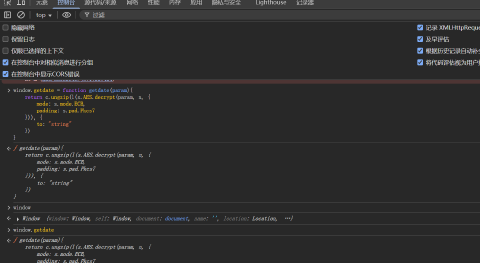 元素 控制台 源代码/来源 网络 性能 内存 应用 隐私与安全 Lighthouse 记录器
top 过滤
隐藏网络 记录 XMLHttpReque
保留日志 及早评估
仅限已选择的上下文 根据历史记录自动补
在控制台中对相似消息进行分组 将代码评估视为用户
在控制台中显示CORS错误
window.getdate = function getdate(param){
return c.ungzip(l(s.AES.decrypt(param, n, {
mode: s.mode.ECB,
padding: s.pad.Pkcs7
})), {
to: "string"
})
}
ƒ getdate(param){
return c.ungzip(l(s.AES.decrypt(param, n, {
mode: s.mode.ECB,
padding: s.pad.Pkcs7
})), {
to: "string"
})
}
window
Window {window: Window, self: Window, document: document, name: '', location: Location, …}
window.getdate
ƒ getdate(param){
return c.ungzip(l(s.AES.decrypt(param, n, {
mode: s.mode.ECB,
padding: s.pad.Pkcs7